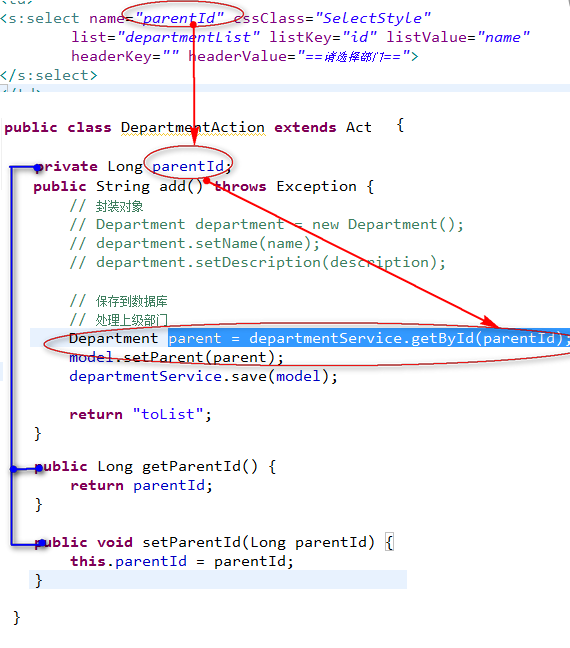 <s:select name="parentId" cssClass="SelectStyle"
list="departmentList" listKey="id" listValue="name"
headerKey="" headerValue="==请选择部门==">
</s:select>
public class DepartmentAction extends Act {
private Long parentId;
public String add() throws Exception {
// 封装对象
// Department department = new Department();
// department.setName(name);
// department.setDescription(description);
// 保存到数据库
// 处理上级部门
Department parent = departmentService.getById(parentId);
model.setParent(parent);
departmentService.save(model);
return "toList";
}
public Long getParentId() {
return parentId;
}
public void setParentId(Long parentId) {
this.parentId = parentId;
}
}